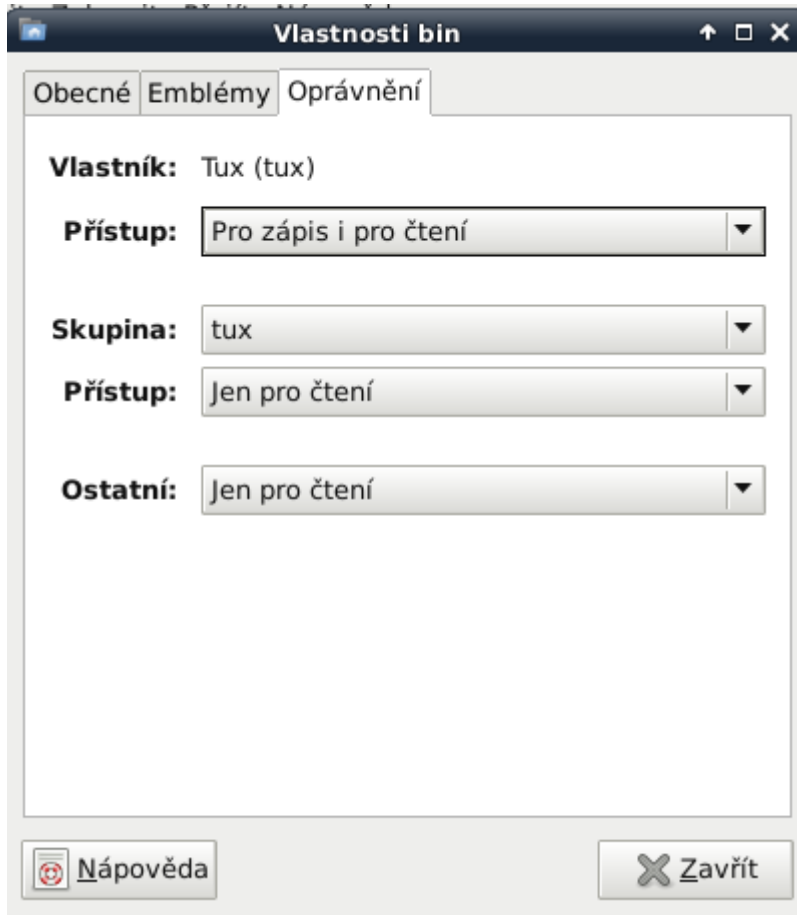 Vlastnosti bin
Obecné Emblémy Oprávnění
Vlastník: Tux (tux)
Přístup: Pro zápis i pro čtení
Skupina: tux
Přístup: Jen pro čtení
Ostatní: Jen pro čtení
Nápověda Zavřít